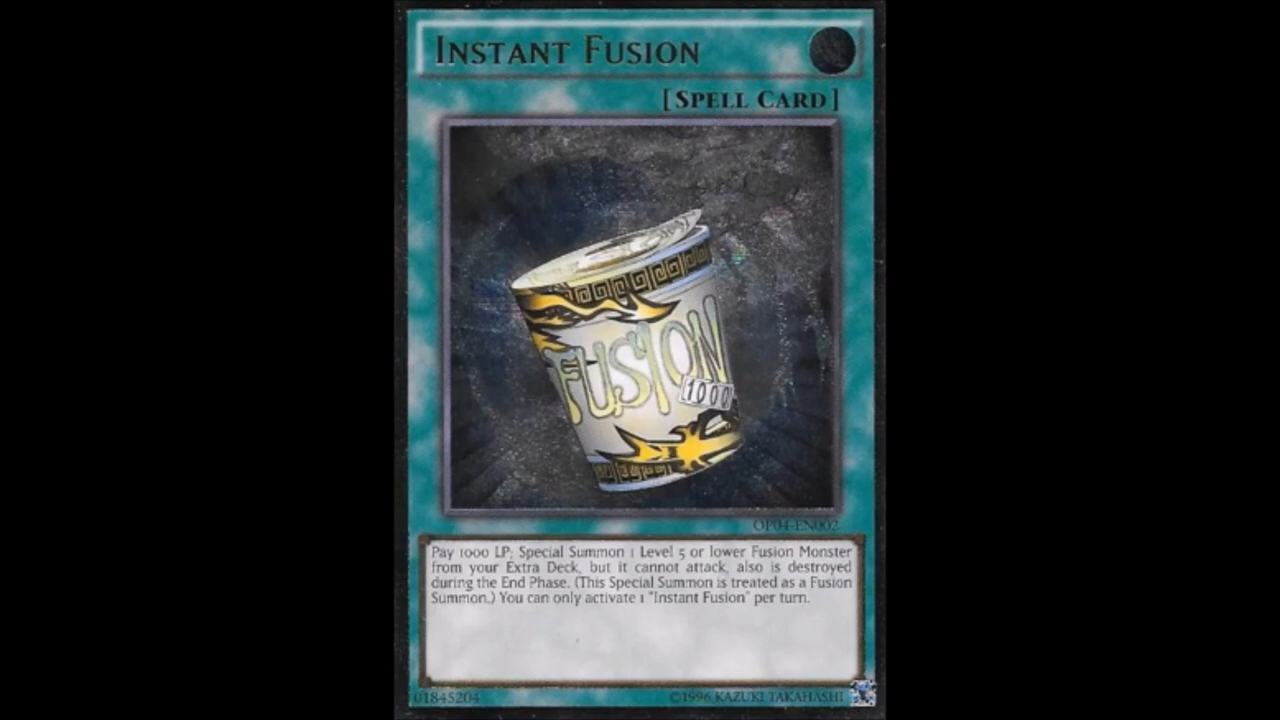 INSTANT FUSION
[SPELL CARD]
FUSION
1000
OP04-EN002
Pay 1000 LP; Special Summon 1 Level 5 or lower Fusion Monster
from your Extra Deck, but it cannot attack, also is destroyed
during the End Phase. (This Special Summon is treated as a Fusion
Summon.) You can only activate 1 "Instant Fusion" per turn.
01845204
©1996 KAZUKI TAKAHASHI